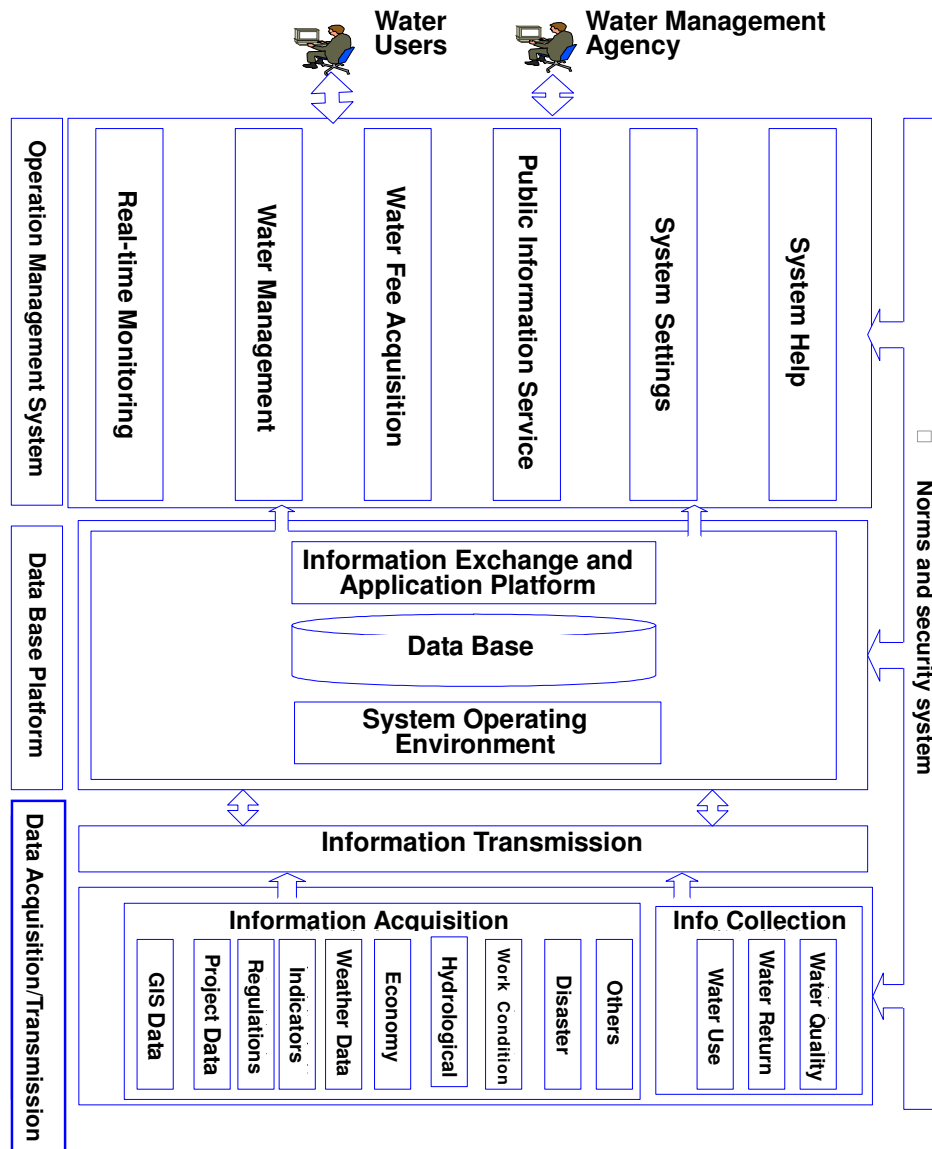 Water
Users
Water Management
Agency
Operation Management System
Real-time Monitoring
Water Management
Water Fee Acquisition
Public Information Service
System Settings
System Help
Norms and security system
Data Base Platform
Information Exchange and
Application Platform
Data Base
System Operating
Environment
Data Acquisition/Transmission
Information Transmission
Information Acquisition
GIS Data
Project Data
Regulations
Indicators
Weather Data
Economy
Hydrological
Work Condition
Disaster
Others
Info Collection
Water Use
Water Return
Water Quality